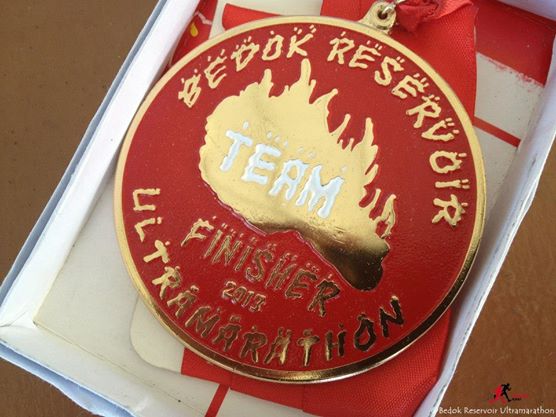 BEDOK RESERVOIR
TEAM
FINISHER
2013
ULTRAMARATHON
©Bedok Reservoir Ultramarathon